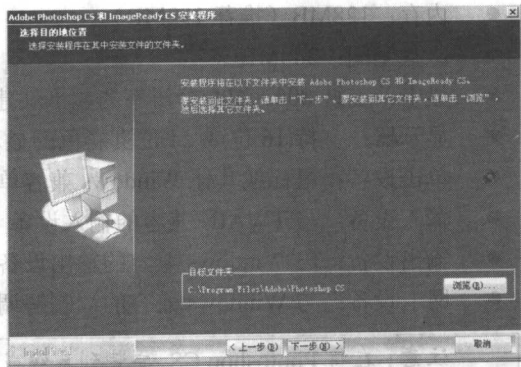 Adobe Photoshop CS 和 ImageReady CS 安装程序
选择目的地位置
选择安装程序在其中安装文件的文件夹。
安装程序将在以下文件夹中安装 Adobe Photoshop CS 和 ImageReady CS。
要安装到此文件夹，请单击“下一步”。要安装到其它文件夹，请单击“浏览”，
然后选择其它文件夹。
目标文件夹
C:\Program Files\Adobe\Photoshop CS
浏览(R)...
InstallShield
<上一步(B)
下一步(N) >
取消